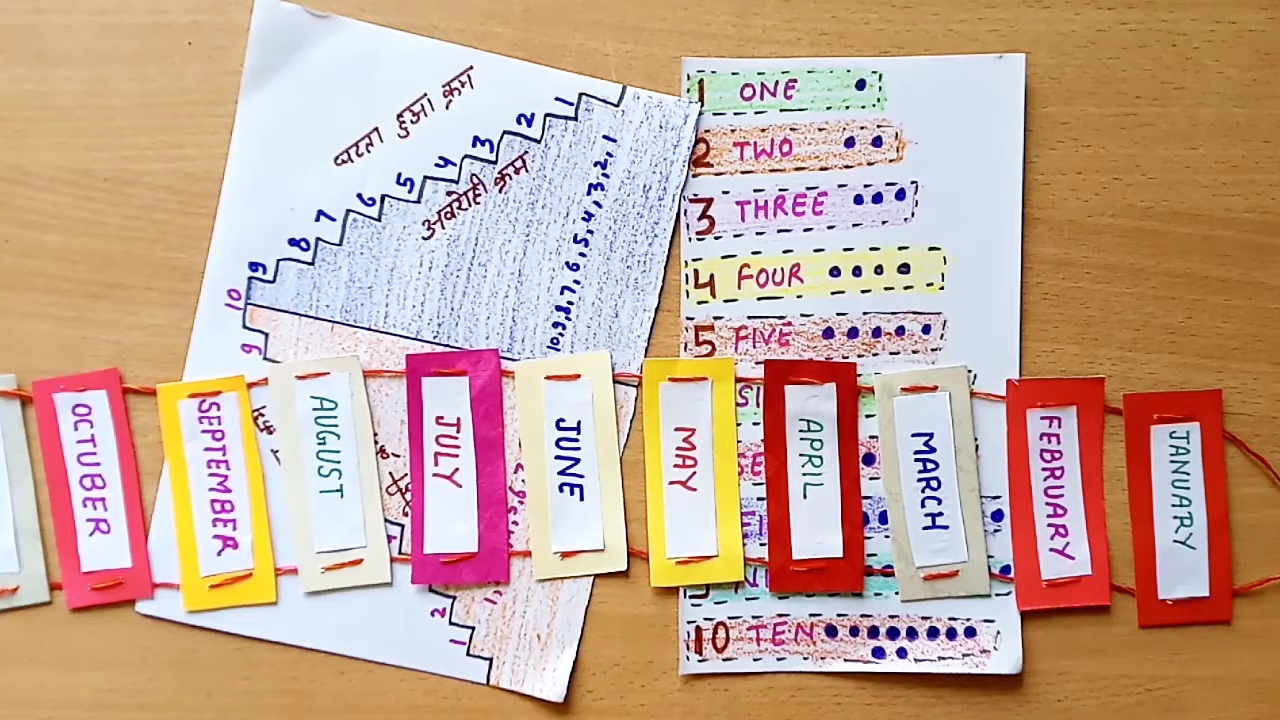 घटता हुआ क्रम
1
2
3
4
5
6
7
8
9
10
अवरोही क्रम
10,9,8,7,6,5,4,3,2,1
9
2
1
1 ONE
2 TWO
3 THREE
4 FOUR
5 FIVE
10 TEN
OCTUBER
SEPTEMBER
AUGUST
JULY
JUNE
MAY
APRIL
MARCH
FEBRUARY
JANUARY